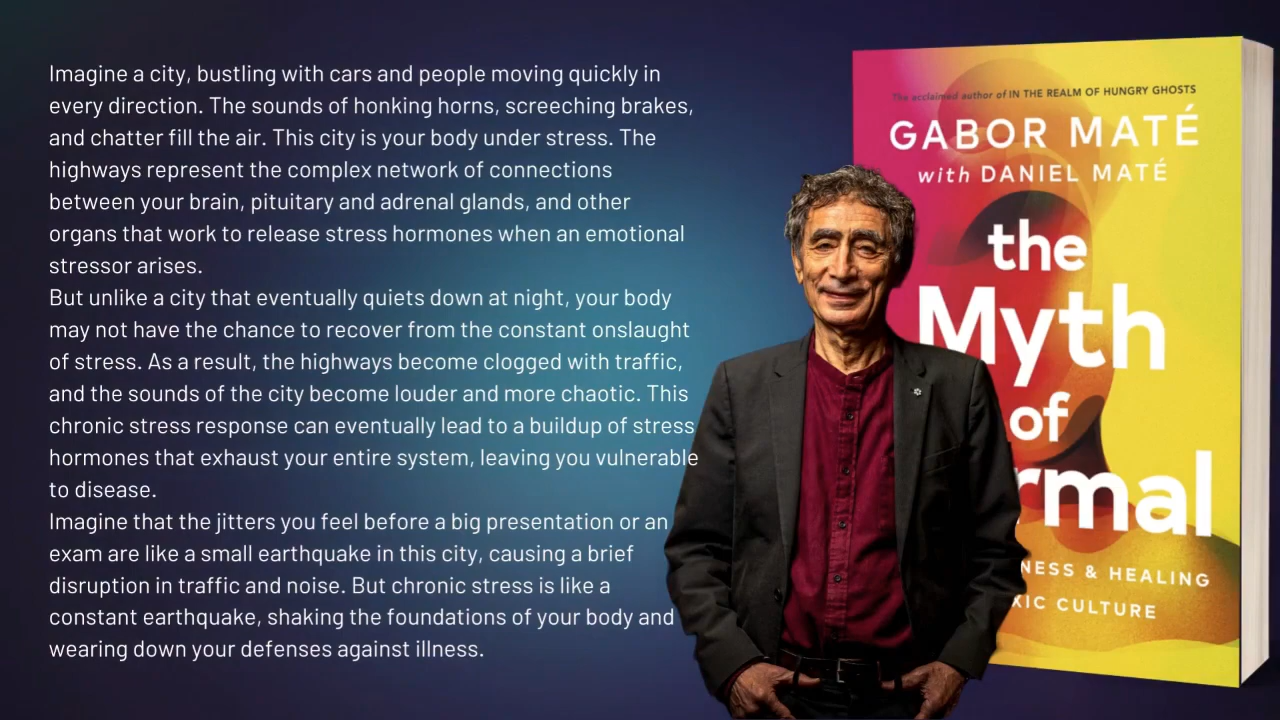 Imagine a city, bustling with cars and people moving quickly in
every direction. The sounds of honking horns, screeching brakes,
and chatter fill the air. This city is your body under stress. The
highways represent the complex network of connections
between your brain, pituitary and adrenal glands, and other
organs that work to release stress hormones when an emotional
stressor arises.
But unlike a city that eventually quiets down at night, your body
may not have the chance to recover from the constant onslaught
of stress. As a result, the highways become clogged with traffic,
and the sounds of the city become louder and more chaotic. This
chronic stress response can eventually lead to a buildup of stress
hormones that exhaust your entire system, leaving you vulnerable
to disease.
Imagine that the jitters you feel before a big presentation or an
exam are like a small earthquake in this city, causing a brief
disruption in traffic and noise. But chronic stress is like a
constant earthquake, shaking the foundations of your body and
wearing down your defenses against illness.
The acclaimed author of IN THE REALM OF HUNGRY GHOSTS
GABOR MATÉ
with DANIEL MATÉ
the
Myth
of
rmal
NESS & HEALING
XIC CULTURE